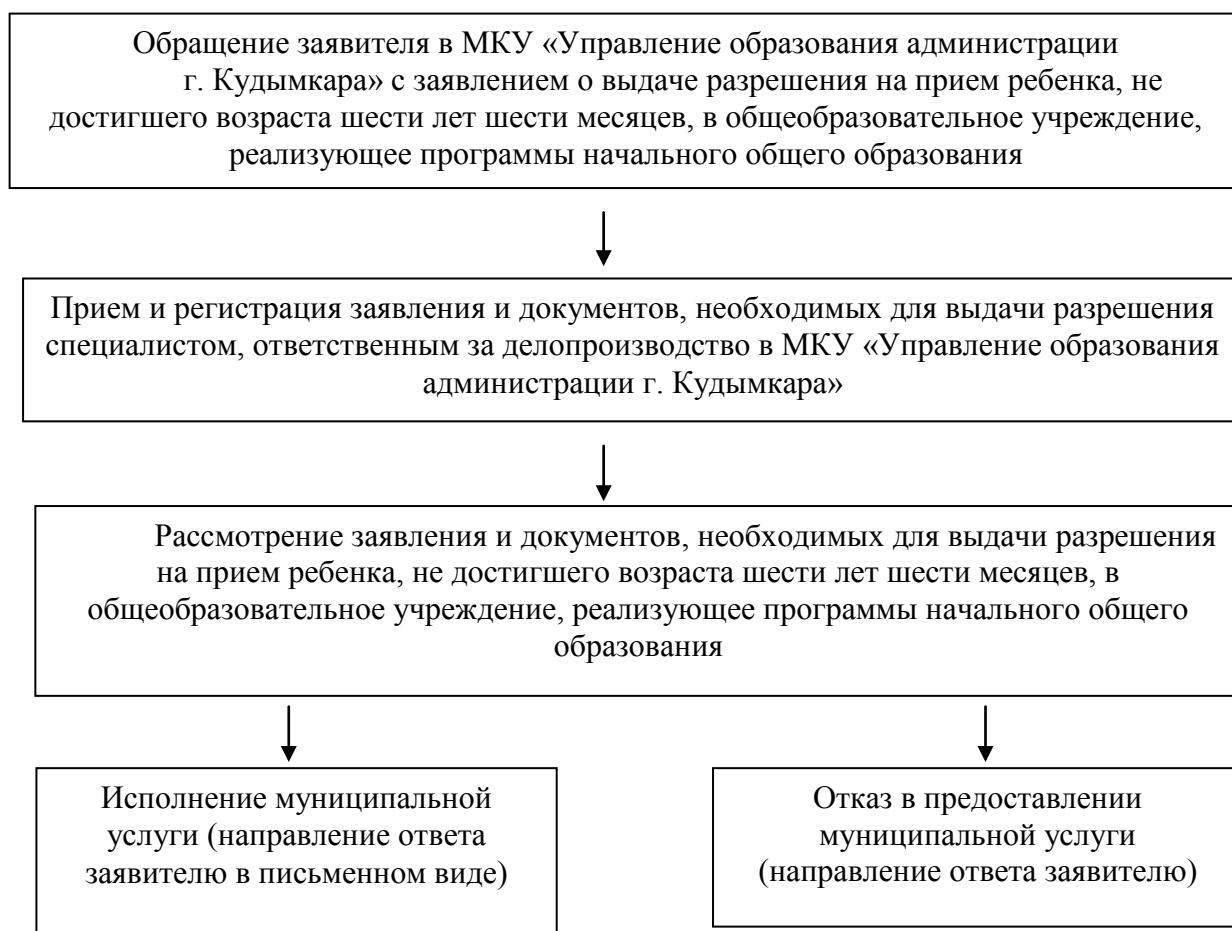 Обращение заявителя в МКУ «Управление образования администрации
г. Кудымкара» с заявлением о выдаче разрешения на прием ребенка, не
достигшего возраста шести лет шести месяцев, в общеобразовательное учреждение,
реализующее программы начального общего образования
Прием и регистрация заявления и документов, необходимых для выдачи разрешения
специалистом, ответственным за делопроизводство в МКУ «Управление образования
администрации г. Кудымкара»
Рассмотрение заявления и документов, необходимых для выдачи разрешения
на прием ребенка, не достигшего возраста шести лет шести месяцев, в
общеобразовательное учреждение, реализующее программы начального общего
образования
Исполнение муниципальной
услуги (направление ответа
заявителю в письменном виде)
Отказ в предоставлении
муниципальной услуги
(направление ответа заявителю)